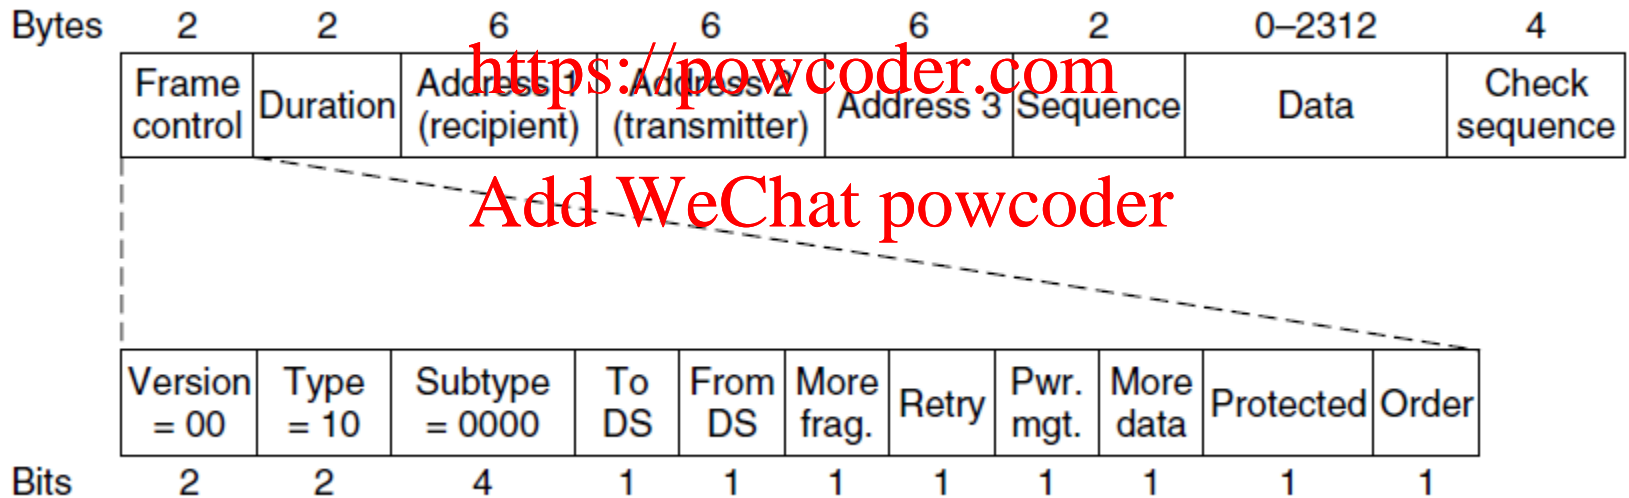 Bytes 2 2 6 6 6 2 0–2312 4
Frame control Duration Address 1 (recipient) Address 2 (transmitter) Address 3 Sequence Data Check sequence
https://powcoder.com
Add WeChat powcoder
Version = 00 Type = 10 Subtype = 0000 To DS From DS More frag. Retry Pwr. mgt. More data Protected Order
Bits 2 2 4 1 1 1 1 1 1 1 1